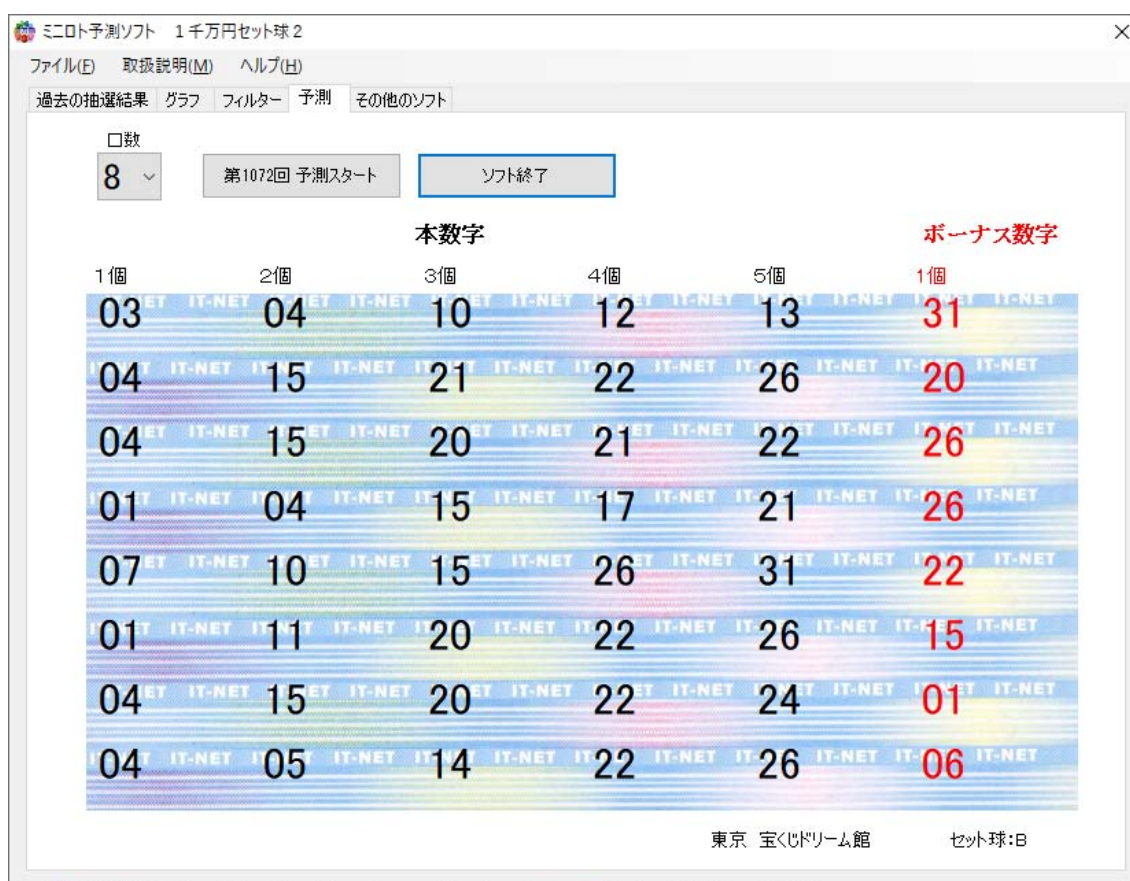 ミニロト予測ソフト　１千万円セット球２
ファイル(F)　取扱説明(M)　ヘルプ(H)
過去の抽選結果　グラフ　フィルター　予測　その他のソフト
口数
8　第1072回 予測スタート　ソフト終了
本数字　ボーナス数字
1個　2個　3個　4個　5個　1個
03　04　10　12　13　31
04　15　21　22　26　20
04　15　20　21　22　26
01　04　15　17　21　26
07　10　15　26　31　22
01　11　20　22　26　15
04　15　20　22　24　01
04　05　14　22　26　06
東京　宝くじドリーム館　セット球：B